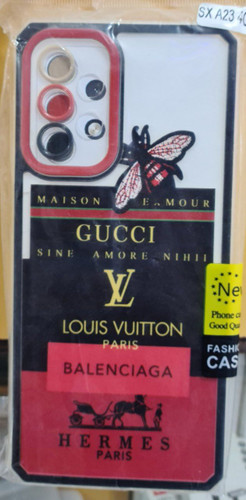 SX A23 4G
MAISON
GUCCI
SINE AMORE NIHIL
LV
LOUIS VUITTON
PARIS
BALENCIAGA
HERMES
PARIS
New
Phone ca
Good Qua
FASHI
CAS